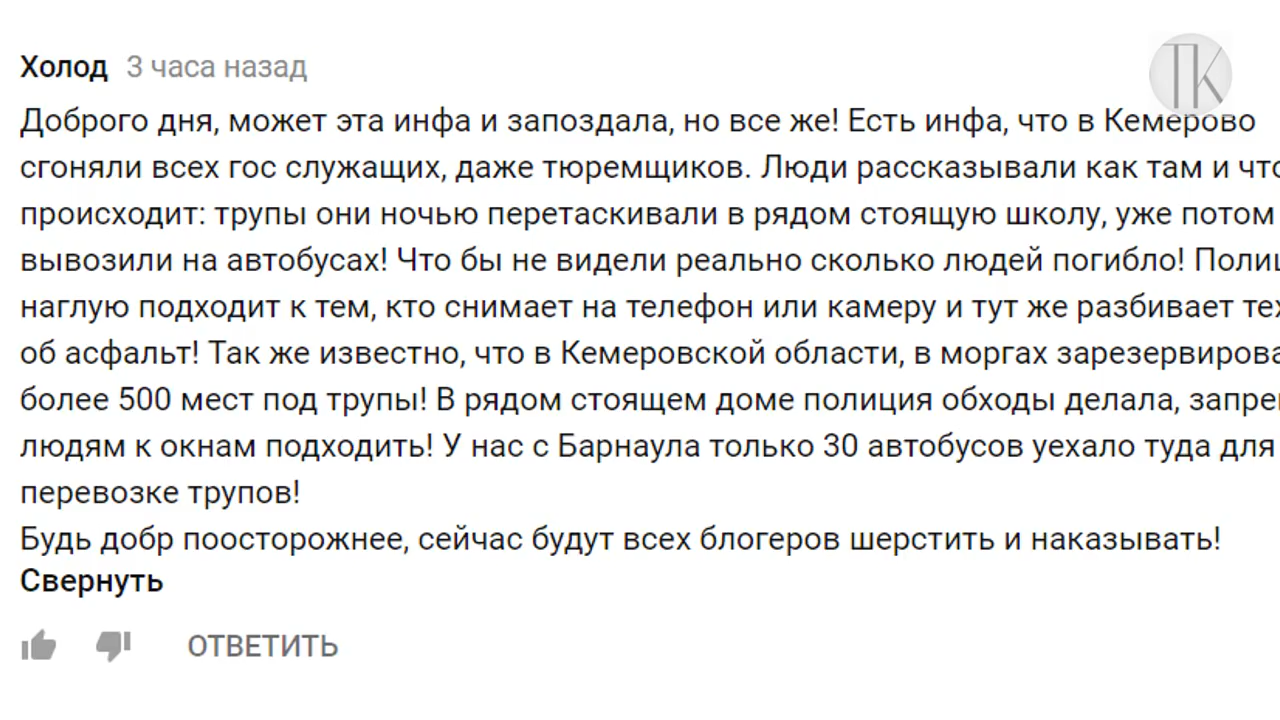 Холод 3 часа назад
TK
Доброго дня, может эта инфа и запоздала, но все же! Есть инфа, что в Кемерово
сгоняли всех гос служащих, даже тюремщиков. Люди рассказывали как там и
происходит: трупы они ночью перетаскивали в рядом стоящую школу, уже потом
вывозили на автобусах! Что бы не видели реально сколько людей погибло!
наглую подходит к тем, кто снимает на телефон или камеру и тут же разбивает
об асфальт! Так же известно, что в Кемеровской области, в моргах
более 500 мест под трупы! В рядом стоящем доме полиция обходы делала,
людям к окнам подходить! У нас с Барнаула только 30 автобусов уехало туда для
перевозке трупов!
Будь добр поосторожнее, сейчас будут всех блогеров шерстить и наказывать!
Свернуть
ОТВЕТИТЬ